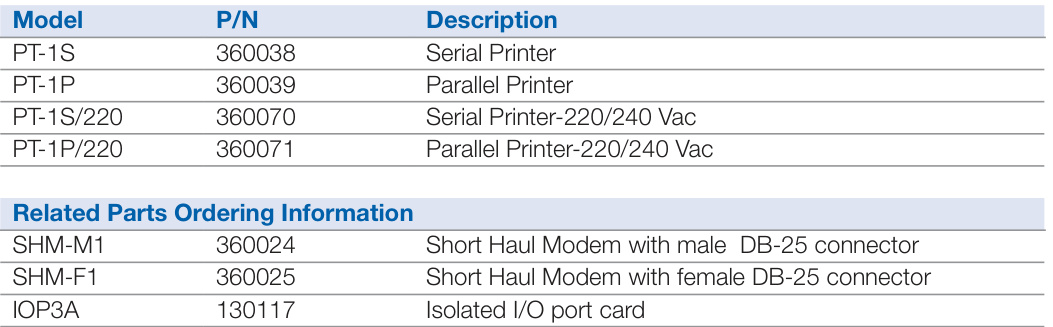 Model P/N Description
PT-1S 360038 Serial Printer
PT-1P 360039 Parallel Printer
PT-1S/220 360070 Serial Printer-220/240 Vac
PT-1P/220 360071 Parallel Printer-220/240 Vac
Related Parts Ordering Information
SHM-M1 360024 Short Haul Modem with male DB-25 connector
SHM-F1 360025 Short Haul Modem with female DB-25 connector
IOP3A 130117 Isolated I/O port card